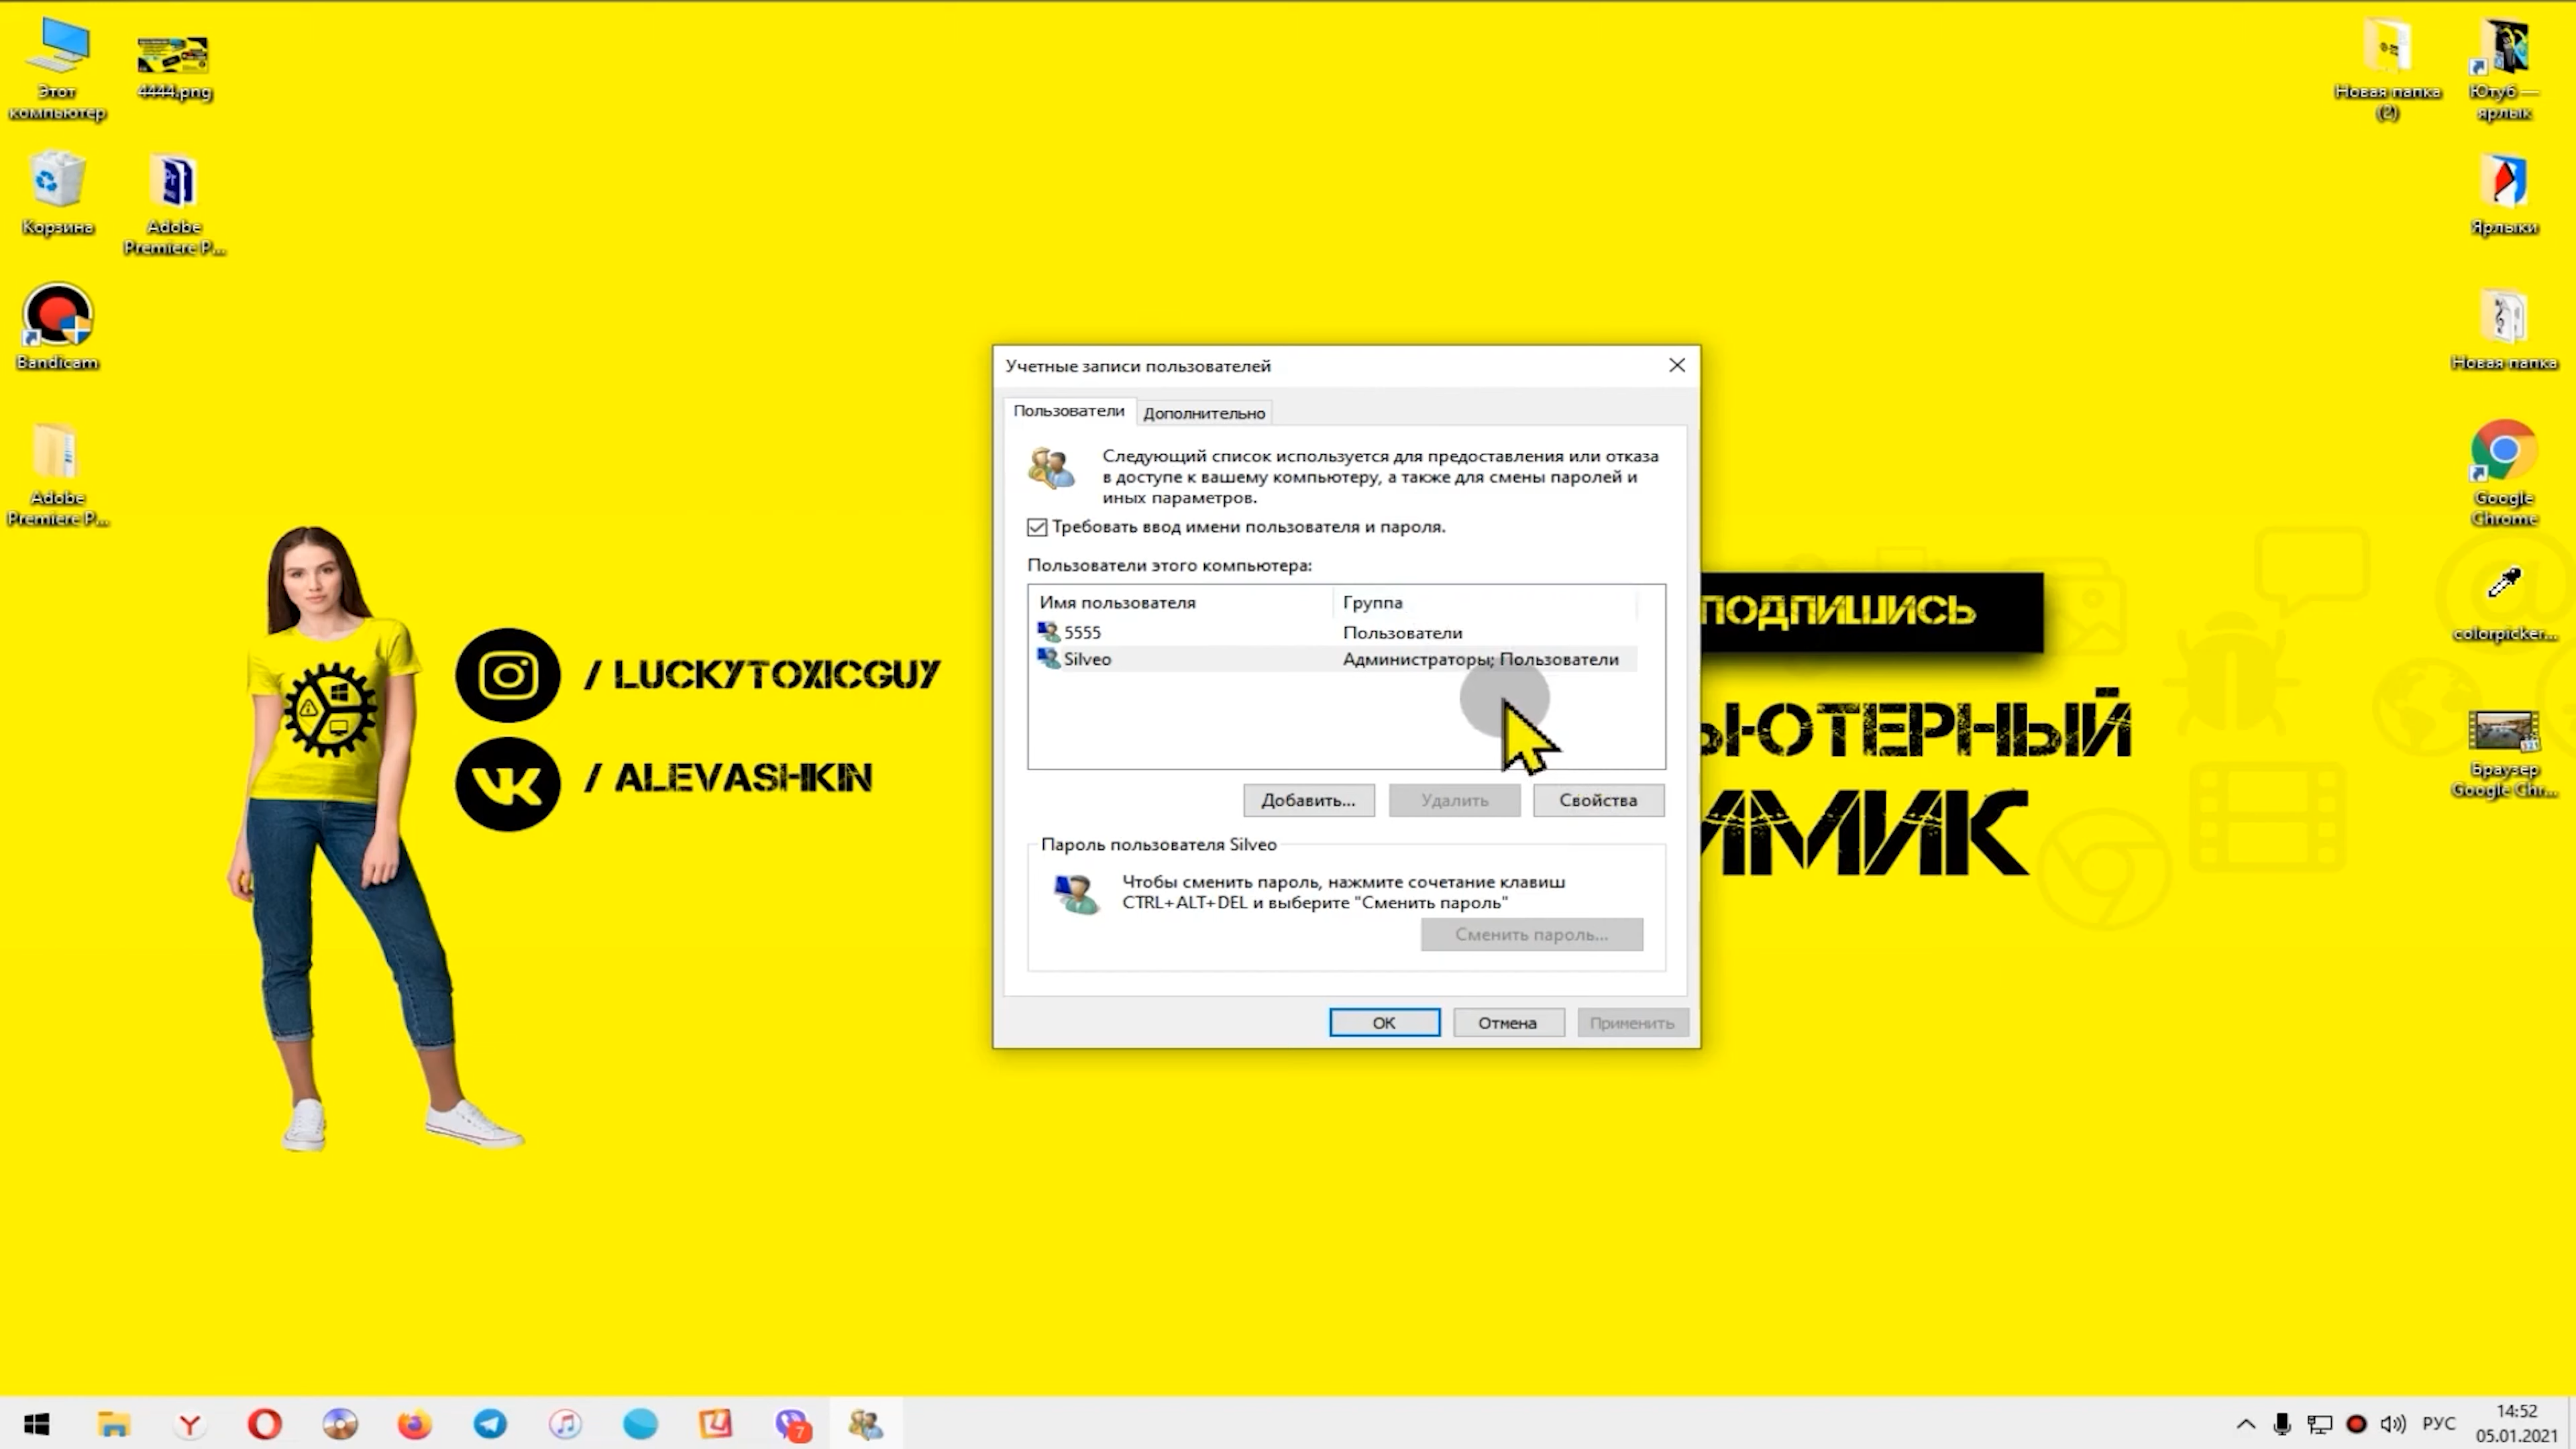 Этот
компьютер
4444.png
Корзина
Adobe
Premiere P...
Bandicam
Adobe
Premiere P...
/ LUCKYTOXICGUY
/ ALEVASHKIN
Учетные записи пользователей
Пользователи
Дополнительно
Следующий список используется для предоставления или отказа
в доступе к вашему компьютеру, а также для смены паролей и
иных параметров.
Требовать ввод имени пользователя и пароля.
Пользователи этого компьютера:
Имя пользователя Группа
5555 Пользователи
Silveo Администраторы; Пользователи
Добавить... Удалить Свойства
Пароль пользователя Silveo
Чтобы сменить пароль, нажмите сочетание клавиш
CTRL+ALT+DEL и выберите "Сменить пароль"
Сменить пароль...
ОК Отмена Применить
ПОДПИШИСЬ
ЬЮТЕРНЫЙ
ИМИК
Новая папка
(2)
Ютуб —
ярлык
Ярлыки
Новая папка
Google
Chrome
colorpicker...
Браузер
Google Chr...
7
РУС
14:52
05.01.2021